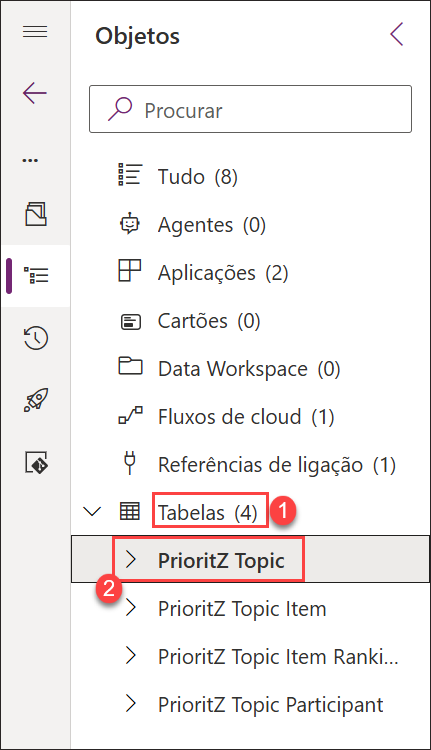 Objetos
Procurar
Tudo (8)
Agentes (0)
Aplicações (2)
Cartões (0)
Data Workspace (0)
Fluxos de cloud (1)
Referências de ligação (1)
Tabelas (4) 1
PrioritZ Topic
2
PrioritZ Topic Item
PrioritZ Topic Item Ranki...
PrioritZ Topic Participant